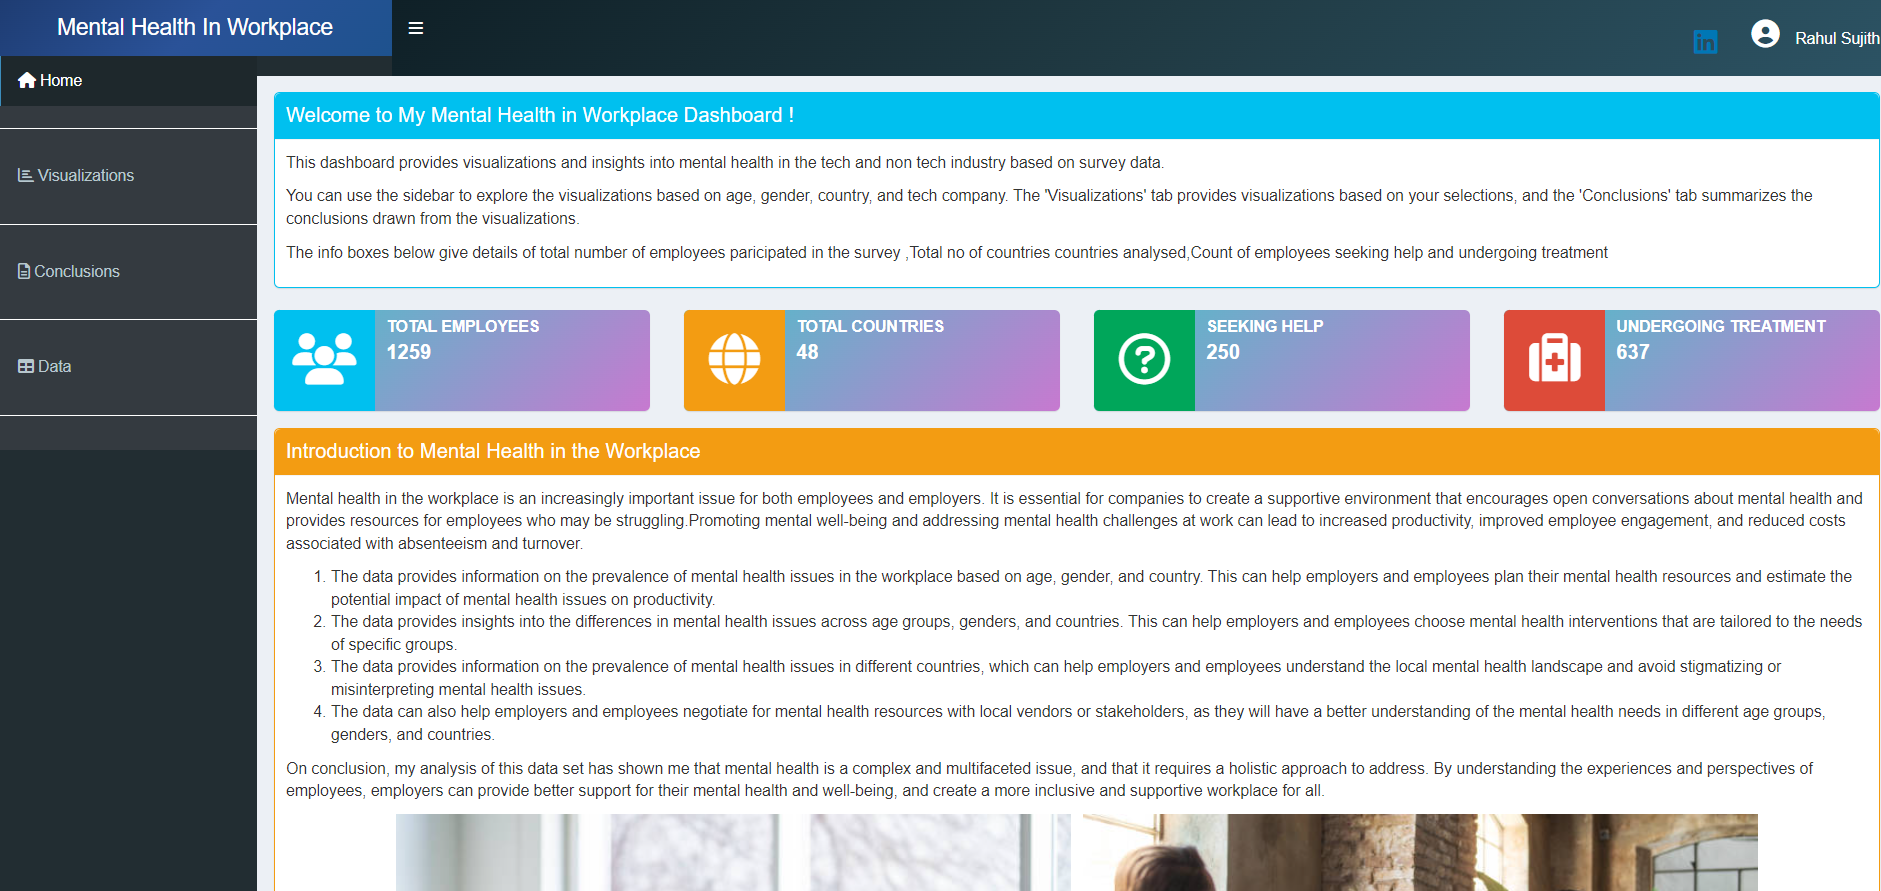 Mental Health In Workplace
Rahul Sujith
Home
Visualizations
Conclusions
Data
Welcome to My Mental Health in Workplace Dashboard !
This dashboard provides visualizations and insights into mental health in the tech and non tech industry based on survey data.
You can use the sidebar to explore the visualizations based on age, gender, country, and tech company. The 'Visualizations' tab provides visualizations based on your selections, and the 'Conclusions' tab summarizes the
conclusions drawn from the visualizations.
The info boxes below give details of total number of employees paricipated in the survey ,Total no of countries countries analysed,Count of employees seeking help and undergoing treatment
TOTAL EMPLOYEES
1259
TOTAL COUNTRIES
48
SEEKING HELP
250
UNDERGOING TREATMENT
637
Introduction to Mental Health in the Workplace
Mental health in the workplace is an increasingly important issue for both employees and employers. It is essential for companies to create a supportive environment that encourages open conversations about mental health and
provides resources for employees who may be struggling.Promoting mental well-being and addressing mental health challenges at work can lead to increased productivity, improved employee engagement, and reduced costs
associated with absenteeism and turnover.
1. The data provides information on the prevalence of mental health issues in the workplace based on age, gender, and country. This can help employers and employees plan their mental health resources and estimate the
potential impact of mental health issues on productivity.
2. The data provides insights into the differences in mental health issues across age groups, genders, and countries. This can help employers and employees choose mental health interventions that are tailored to the needs
of specific groups.
3. The data provides information on the prevalence of mental health issues in different countries, which can help employers and employees understand the local mental health landscape and avoid stigmatizing or
misinterpreting mental health issues.
4. The data can also help employers and employees negotiate for mental health resources with local vendors or stakeholders, as they will have a better understanding of the mental health needs in different age groups,
genders, and countries.
On conclusion, my analysis of this data set has shown me that mental health is a complex and multifaceted issue, and that it requires a holistic approach to address. By understanding the experiences and perspectives of
employees, employers can provide better support for their mental health and well-being, and create a more inclusive and supportive workplace for all.